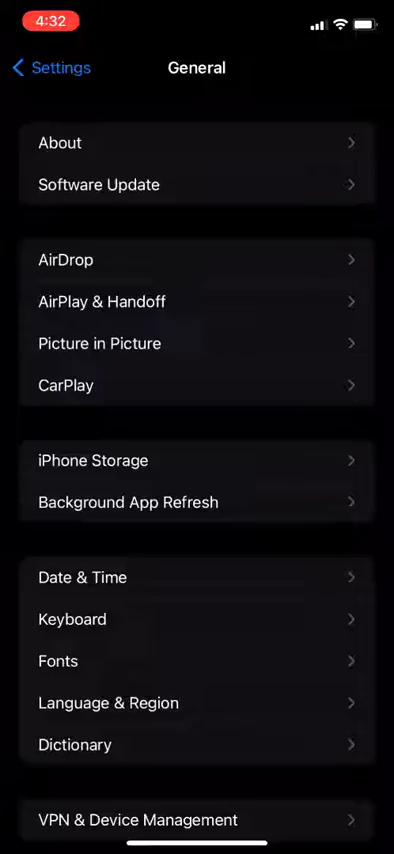 4:32
Settings
General
About
Software Update
AirDrop
AirPlay & Handoff
Picture in Picture
CarPlay
iPhone Storage
Background App Refresh
Date & Time
Keyboard
Fonts
Language & Region
Dictionary
VPN & Device Management